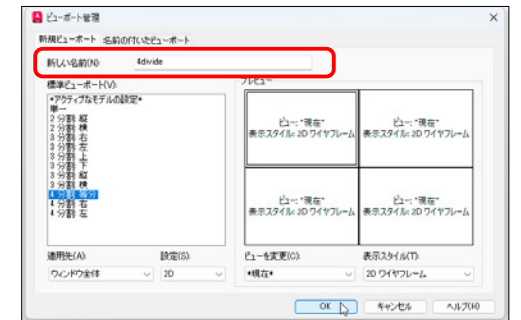 ビューポート管理
新規ビューポート 名前の付いたビューポート
新しい名前(N): 4divide
標準ビューポート(V):
*アクティブなモデルの設定*
単一
2 分割: 縦
2 分割: 横
3 分割: 右
3 分割: 左
3 分割: 上
3 分割: 下
3 分割: 縦
3 分割: 横
4 分割: 等分
4 分割: 右
4 分割: 左
プレビュー
ビュー: *現在*
表示スタイル: 2D ワイヤフレーム
ビュー: *現在*
表示スタイル: 2D ワイヤフレーム
ビュー: *現在*
表示スタイル: 2D ワイヤフレーム
ビュー: *現在*
表示スタイル: 2D ワイヤフレーム
適用先(A): 設定(S): ビューを変更(C): 表示スタイル(T):
ウィンドウ全体 2D *現在* 2D ワイヤフレーム
OK キャンセル ヘルプ(H)